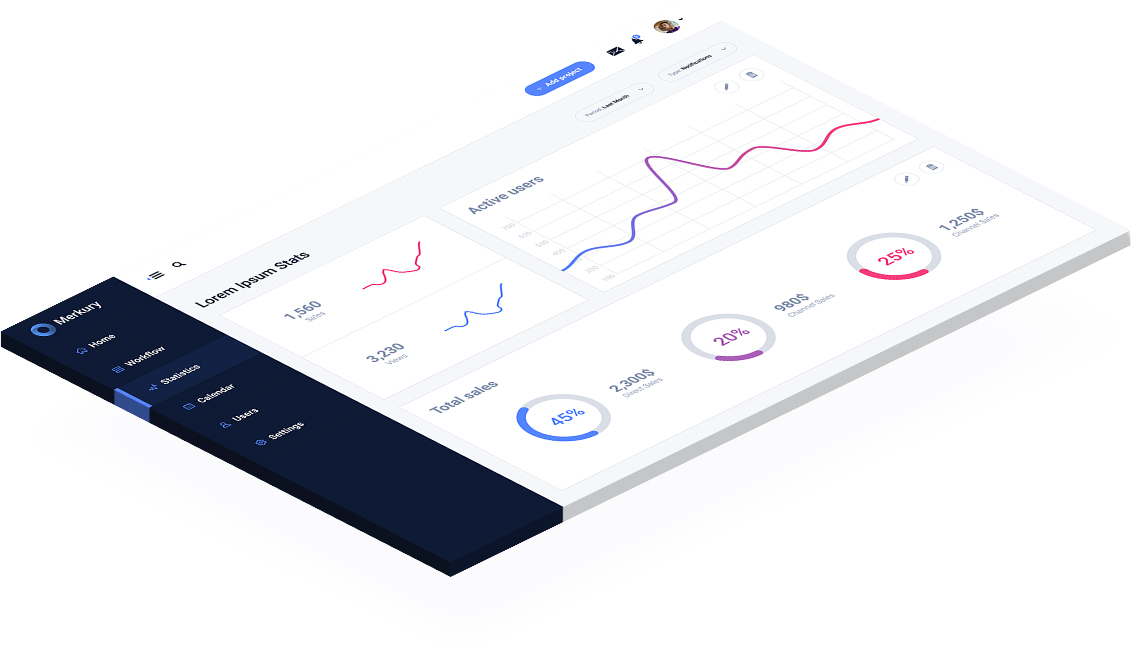 Merkury
Home
Workflow
Statistics
Calendar
Users
Settings
+ Add project
Lorem Ipsum Stats
Period: Last Month
Type: Notifications
1,560
Sales
3,230
Views
Active users
700
600
500
400
200
100
Total sales
45%
2,300$
Direct Sales
20%
980$
Channel Sales
25%
1,250$
Channel Sales